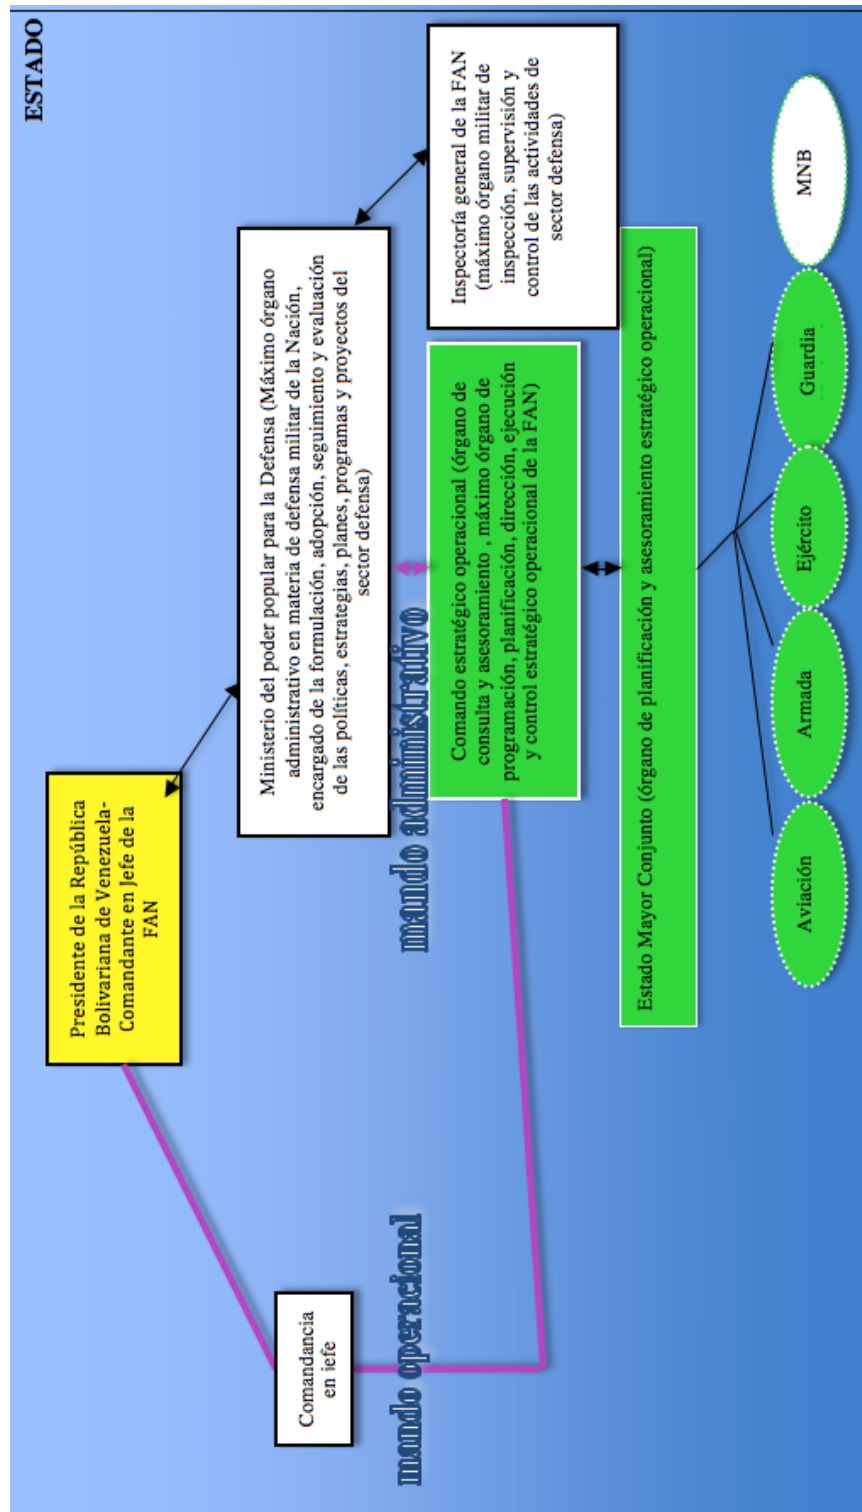 ESTADO
Presidente de la República
Bolivariana de Venezuela-
Comandante en Jefe de la
FAN
Ministerio del poder popular para la Defensa (Máximo órgano
administrativo en materia de defensa militar de la Nación,
encargado de la formulación, adopción, seguimiento y evaluación
de las políticas, estrategias, planes, programas y proyectos del
sector defensa)
Comandancia
en jefe
mando operacional
mando administrativo
Inspectoría general de la FAN
(máximo órgano militar de
inspección, supervisión y
control de las actividades de
sector defensa)
Comando estratégico operacional (órgano de
consulta y asesoramiento , máximo órgano de
programación, planificación, dirección, ejecución
y control estratégico operacional de la FAN)
Estado Mayor Conjunto (órgano de planificación y asesoramiento estratégico operacional)
Aviación
Armada
Ejército
Guardia
MNB